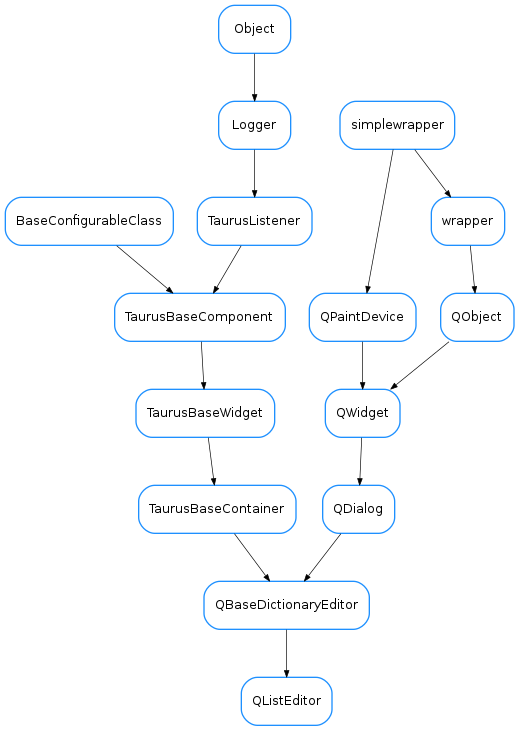 Object
Logger
simplewrapper
BaseConfigurableClass
TaurusListener
wrapper
TaurusBaseComponent
QPaintDevice
QObject
TaurusBaseWidget
QWidget
TaurusBaseContainer
QDialog
QBaseDictionaryEditor
QListEditor